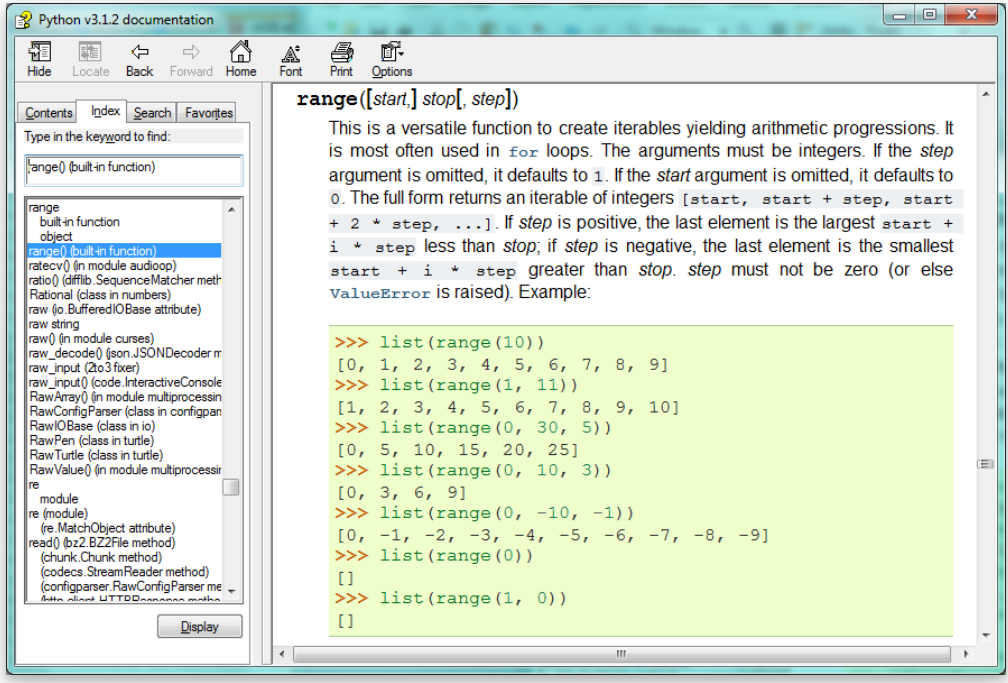 Python v3.1.2 documentation
Hide Locate Back Forward Home Font Print Options
Contents Index Search Favorites
Type in the keyword to find:
range() (built-in function)
range
built-in function
object
range() (built-in function)
ratecv() (in module audioop)
ratio() (difflib.SequenceMatcher meth
Rational (class in numbers)
raw (io.BufferedIOBase attribute)
raw string
raw() (in module curses)
raw_decode() (json.JSONDecoder m
raw_input (2to3 fixer)
raw_input() (code.InteractiveConsole
RawArray() (in module multiprocessin
RawConfigParser (class in configpars
RawIOBase (class in io)
RawPen (class in turtle)
RawTurtle (class in turtle)
RawValue() (in module multiprocessin
re
module
re (module)
(re.MatchObject attribute)
read() (bz2.BZ2File method)
(chunk.Chunk method)
(codecs.StreamReader method)
(configparser.RawConfigParser me
(http.client.HTTPResponse metho
Display
range([start,] stop[, step])
This is a versatile function to create iterables yielding arithmetic progressions. It
is most often used in for loops. The arguments must be integers. If the step
argument is omitted, it defaults to 1. If the start argument is omitted, it defaults to
0. The full form returns an iterable of integers [start, start + step, start
+ 2 * step, ...]. If step is positive, the last element is the largest start +
i * step less than stop; if step is negative, the last element is the smallest
start + i * step greater than stop. step must not be zero (or else
ValueError is raised). Example:
>>> list(range(10))
[0, 1, 2, 3, 4, 5, 6, 7, 8, 9]
>>> list(range(1, 11))
[1, 2, 3, 4, 5, 6, 7, 8, 9, 10]
>>> list(range(0, 30, 5))
[0, 5, 10, 15, 20, 25]
>>> list(range(0, 10, 3))
[0, 3, 6, 9]
>>> list(range(0, -10, -1))
[0, -1, -2, -3, -4, -5, -6, -7, -8, -9]
>>> list(range(0))
[]
>>> list(range(1, 0))
[]